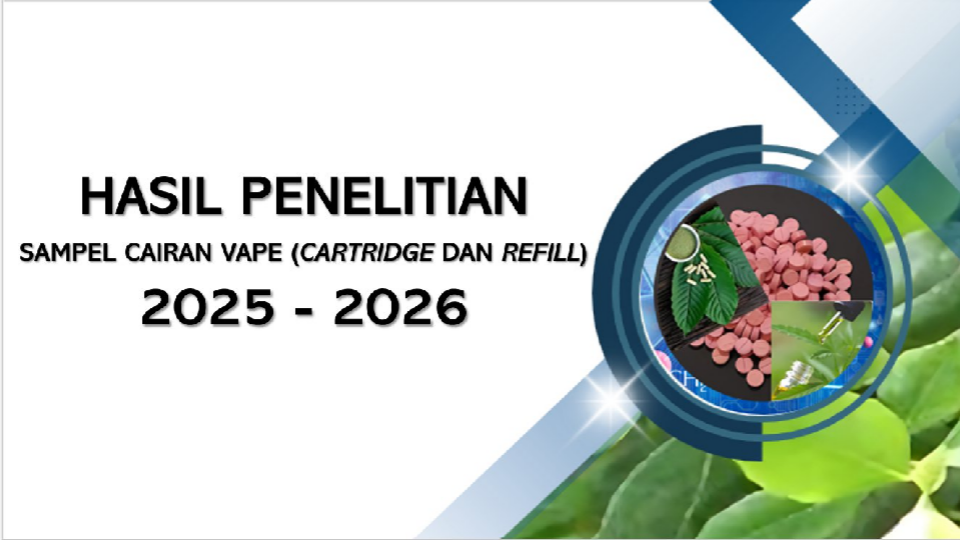 HASIL PENELITIAN
SAMPEL CAIRAN VAPE (CARTRIDGE DAN REFILL)
2025 - 2026